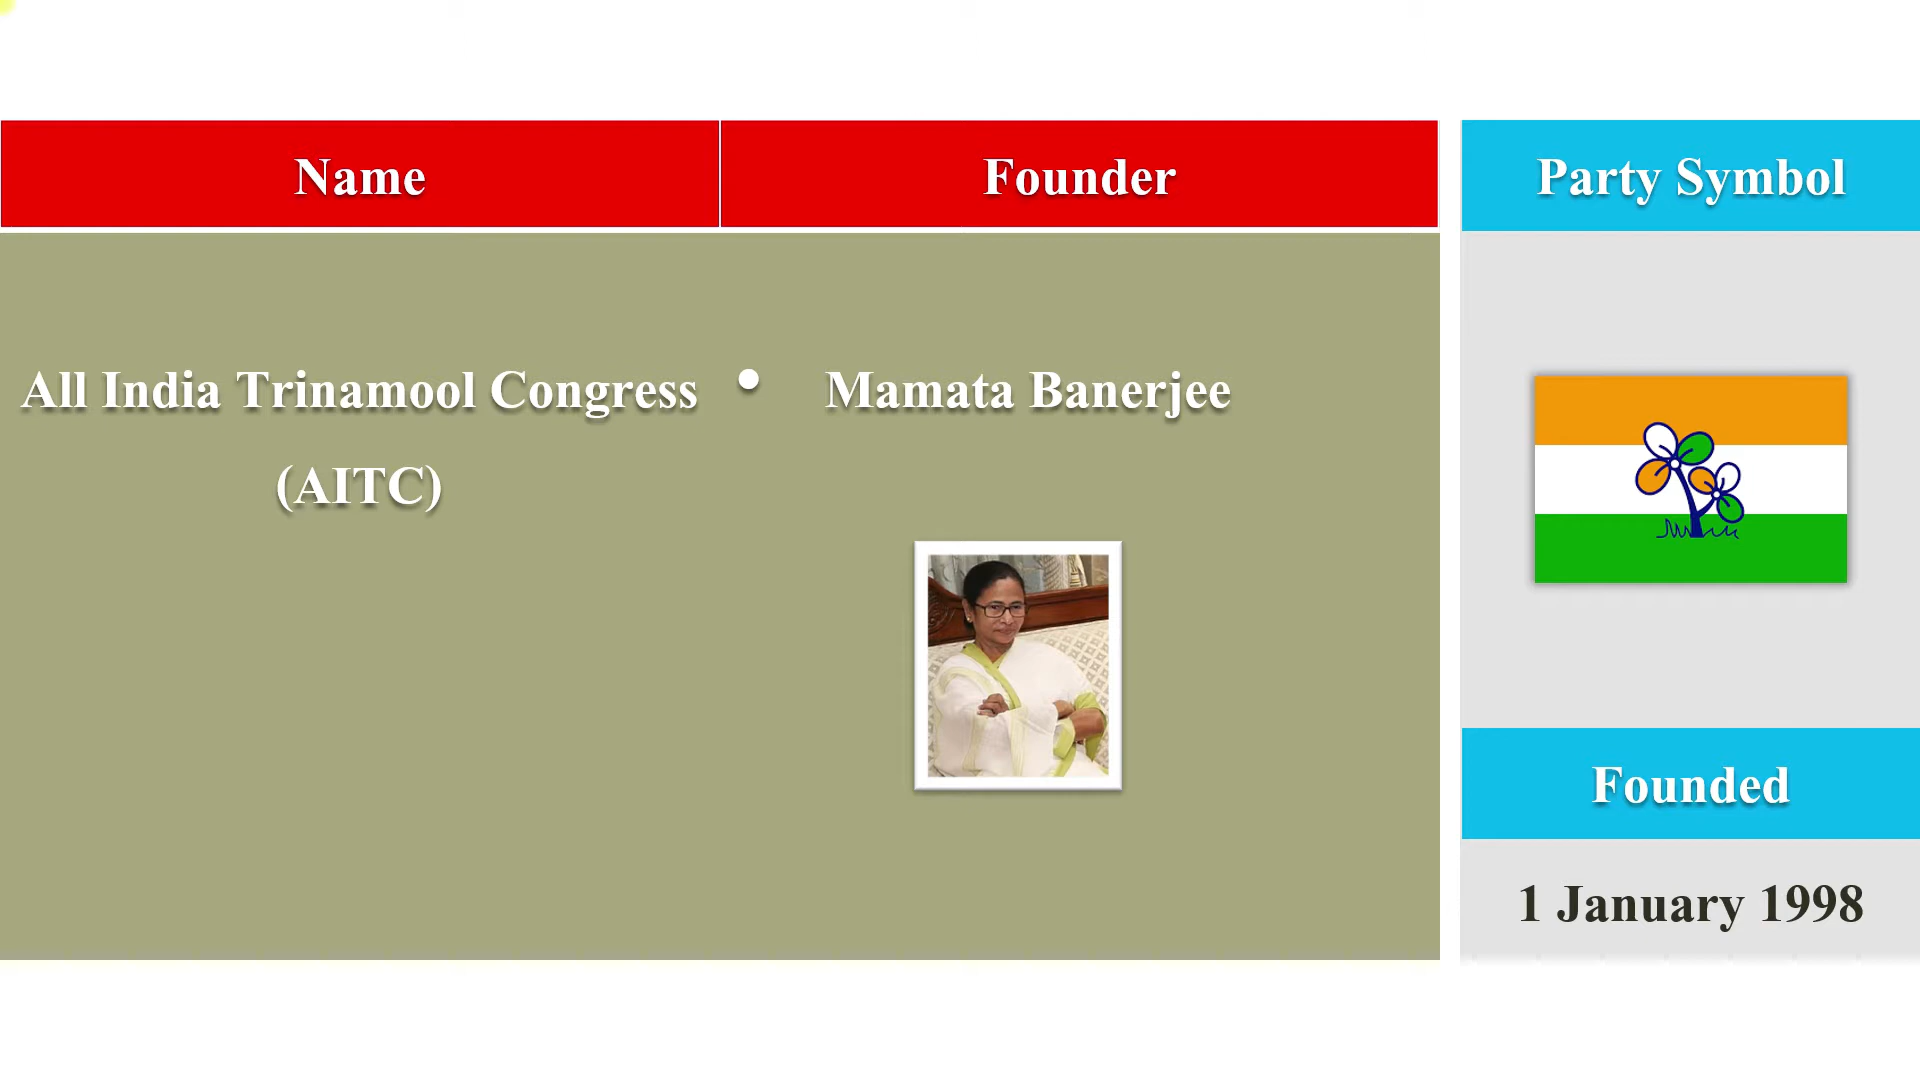 Name
Founder
Party Symbol
All India Trinamool Congress
(AITC)
• Mamata Banerjee
Founded
1 January 1998